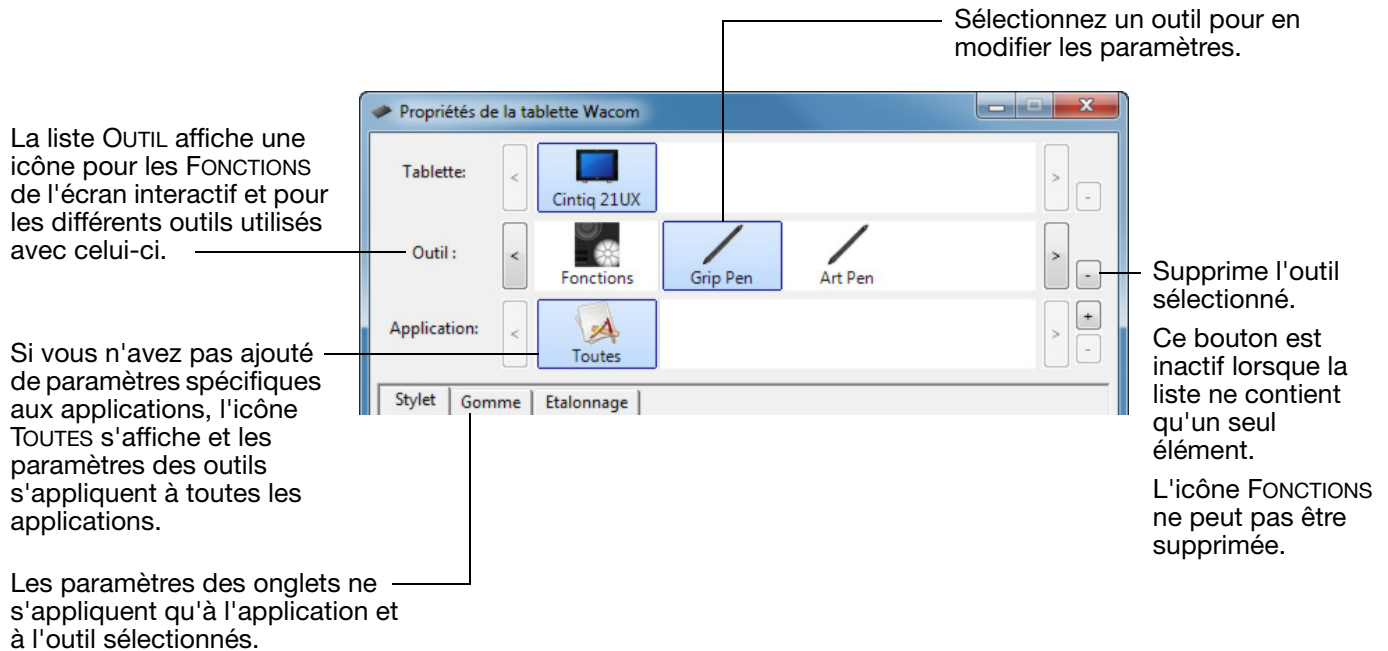 Sélectionnez un outil pour en
modifier les paramètres.
La liste OUTIL affiche une
icône pour les FONCTIONS
de l'écran interactif et pour
les différents outils utilisés
avec celui-ci.
Si vous n'avez pas ajouté
de paramètres spécifiques
aux applications, l'icône
TOUTES s'affiche et les
paramètres des outils
s'appliquent à toutes les
applications.
Les paramètres des onglets ne
s'appliquent qu'à l'application et
à l'outil sélectionnés.
Propriétés de la tablette Wacom
Tablette:
<
Cintiq 21UX
>
-
Outil :
<
Fonctions
Grip Pen
Art Pen
>
-
Application:
<
Toutes
>
+
-
Stylet
Gomme
Etalonnage
Supprime l'outil
sélectionné.
Ce bouton est
inactif lorsque la
liste ne contient
qu'un seul
élément.
L'icône FONCTIONS
ne peut pas être
supprimée.